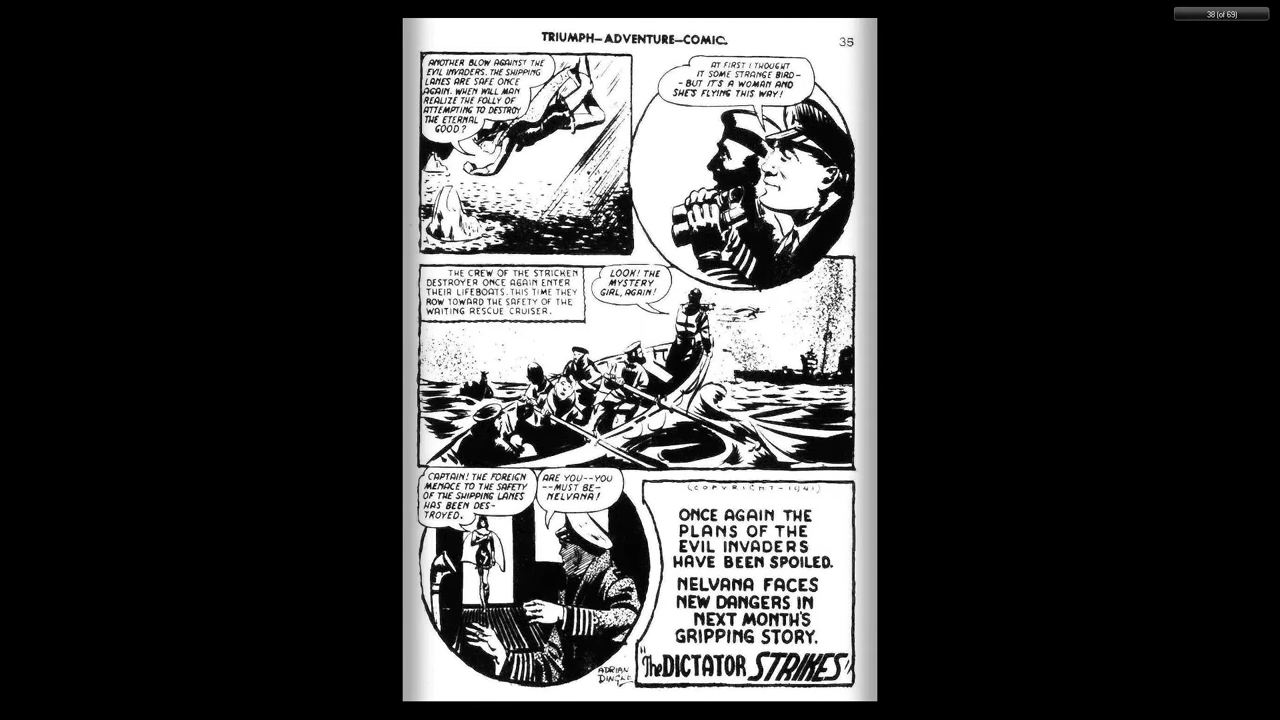 38 (of 69)
TRIUMPH—ADVENTURE—COMIC.
35
ANOTHER BLOW AGAINST THE
EVIL INVADERS. THE SHIPPING
LANES ARE SAFE ONCE
AGAIN. WHEN WILL MAN
REALIZE THE FOLLY OF
ATTEMPTING TO DESTROY
THE ETERNAL
GOOD?
AT FIRST I THOUGHT
IT SOME STRANGE BIRD—
—BUT IT'S A WOMAN AND
SHE'S FLYING THIS WAY!
THE CREW OF THE STRICKEN
DESTROYER ONCE AGAIN ENTER
THEIR LIFEBOATS. THIS TIME THEY
ROW TOWARD THE SAFETY OF THE
WAITING RESCUE CRUISER.
LOOK! THE
MYSTERY
GIRL, AGAIN!
CAPTAIN! THE FOREIGN
MENACE TO THE SAFETY
OF THE SHIPPING LANES
HAS BEEN DES-
TROYED.
ARE YOU--YOU
--MUST BE-
NELVANA!
(COPYRIGHT-1941)
ONCE AGAIN THE
PLANS OF THE
EVIL INVADERS
HAVE BEEN SPOILED.
NELVANA FACES
NEW DANGERS IN
NEXT MONTH'S
GRIPPING STORY.
"The DICTATOR STRIKES"
ADRIAN
DINGLE